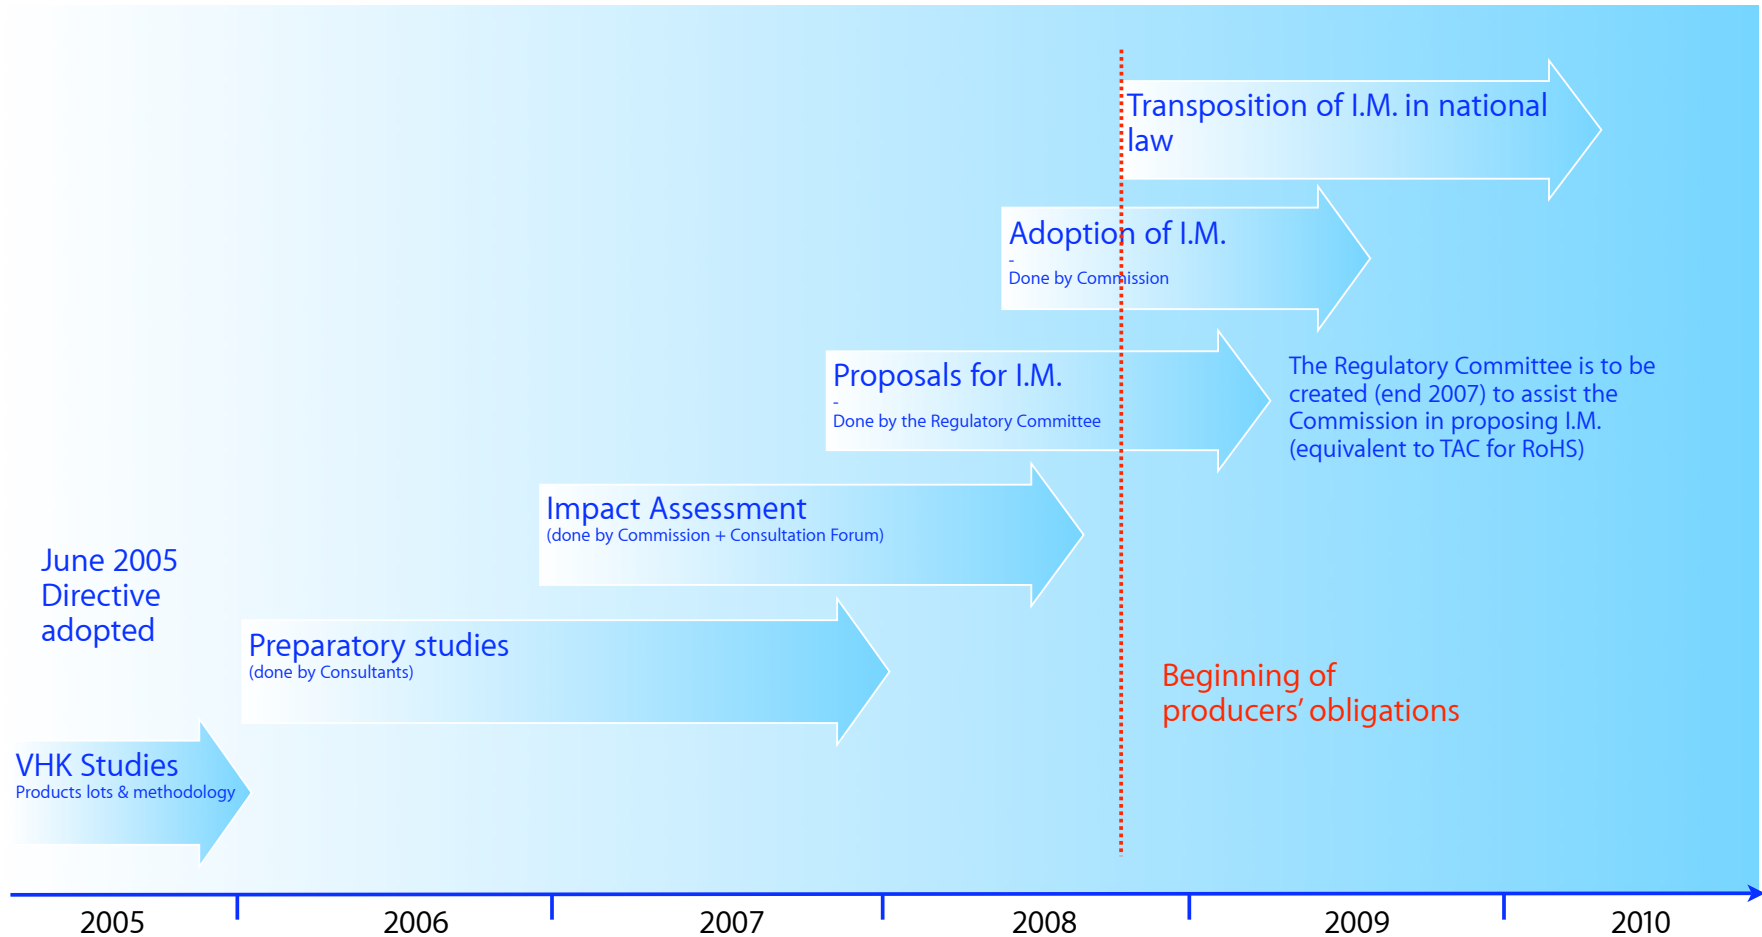 Transposition of I.M. in national
law
Adoption of I.M.
-
Done by Commission
Proposals for I.M.
-
Done by the Regulatory Committee
The Regulatory Committee is to be
created (end 2007) to assist the
Commission in proposing I.M.
(equivalent to TAC for RoHS)
Impact Assessment
(done by Commission + Consultation Forum)
June 2005
Directive
adopted
Preparatory studies
(done by Consultants)
Beginning of
producers’ obligations
VHK Studies
Products lots & methodology
2005 2006 2007 2008 2009 2010